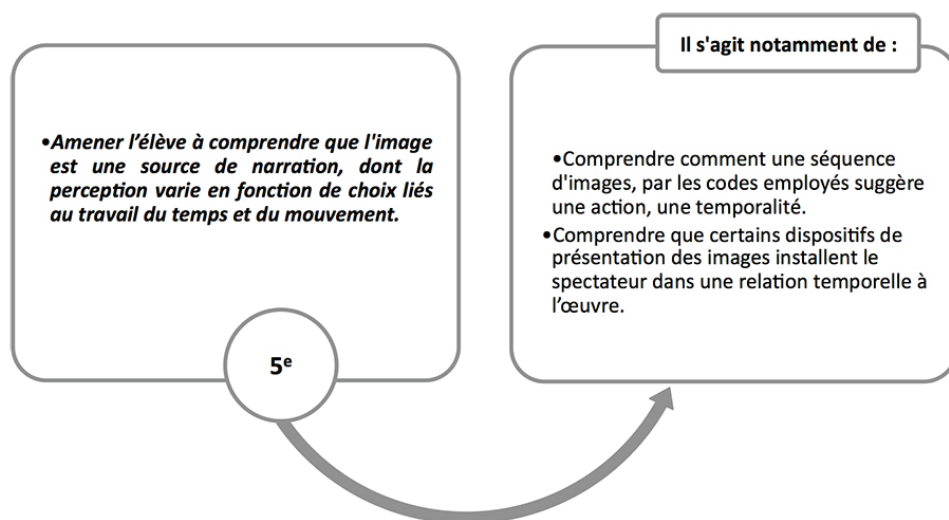 •Amener l’élève à comprendre que l'image
est une source de narration, dont la
perception varie en fonction de choix liés
au travail du temps et du mouvement.
5e
Il s'agit notamment de :
•Comprendre comment une séquence
d'images, par les codes employés suggère
une action, une temporalité.
•Comprendre que certains dispositifs de
présentation des images installent le
spectateur dans une relation temporelle à
l’œuvre.